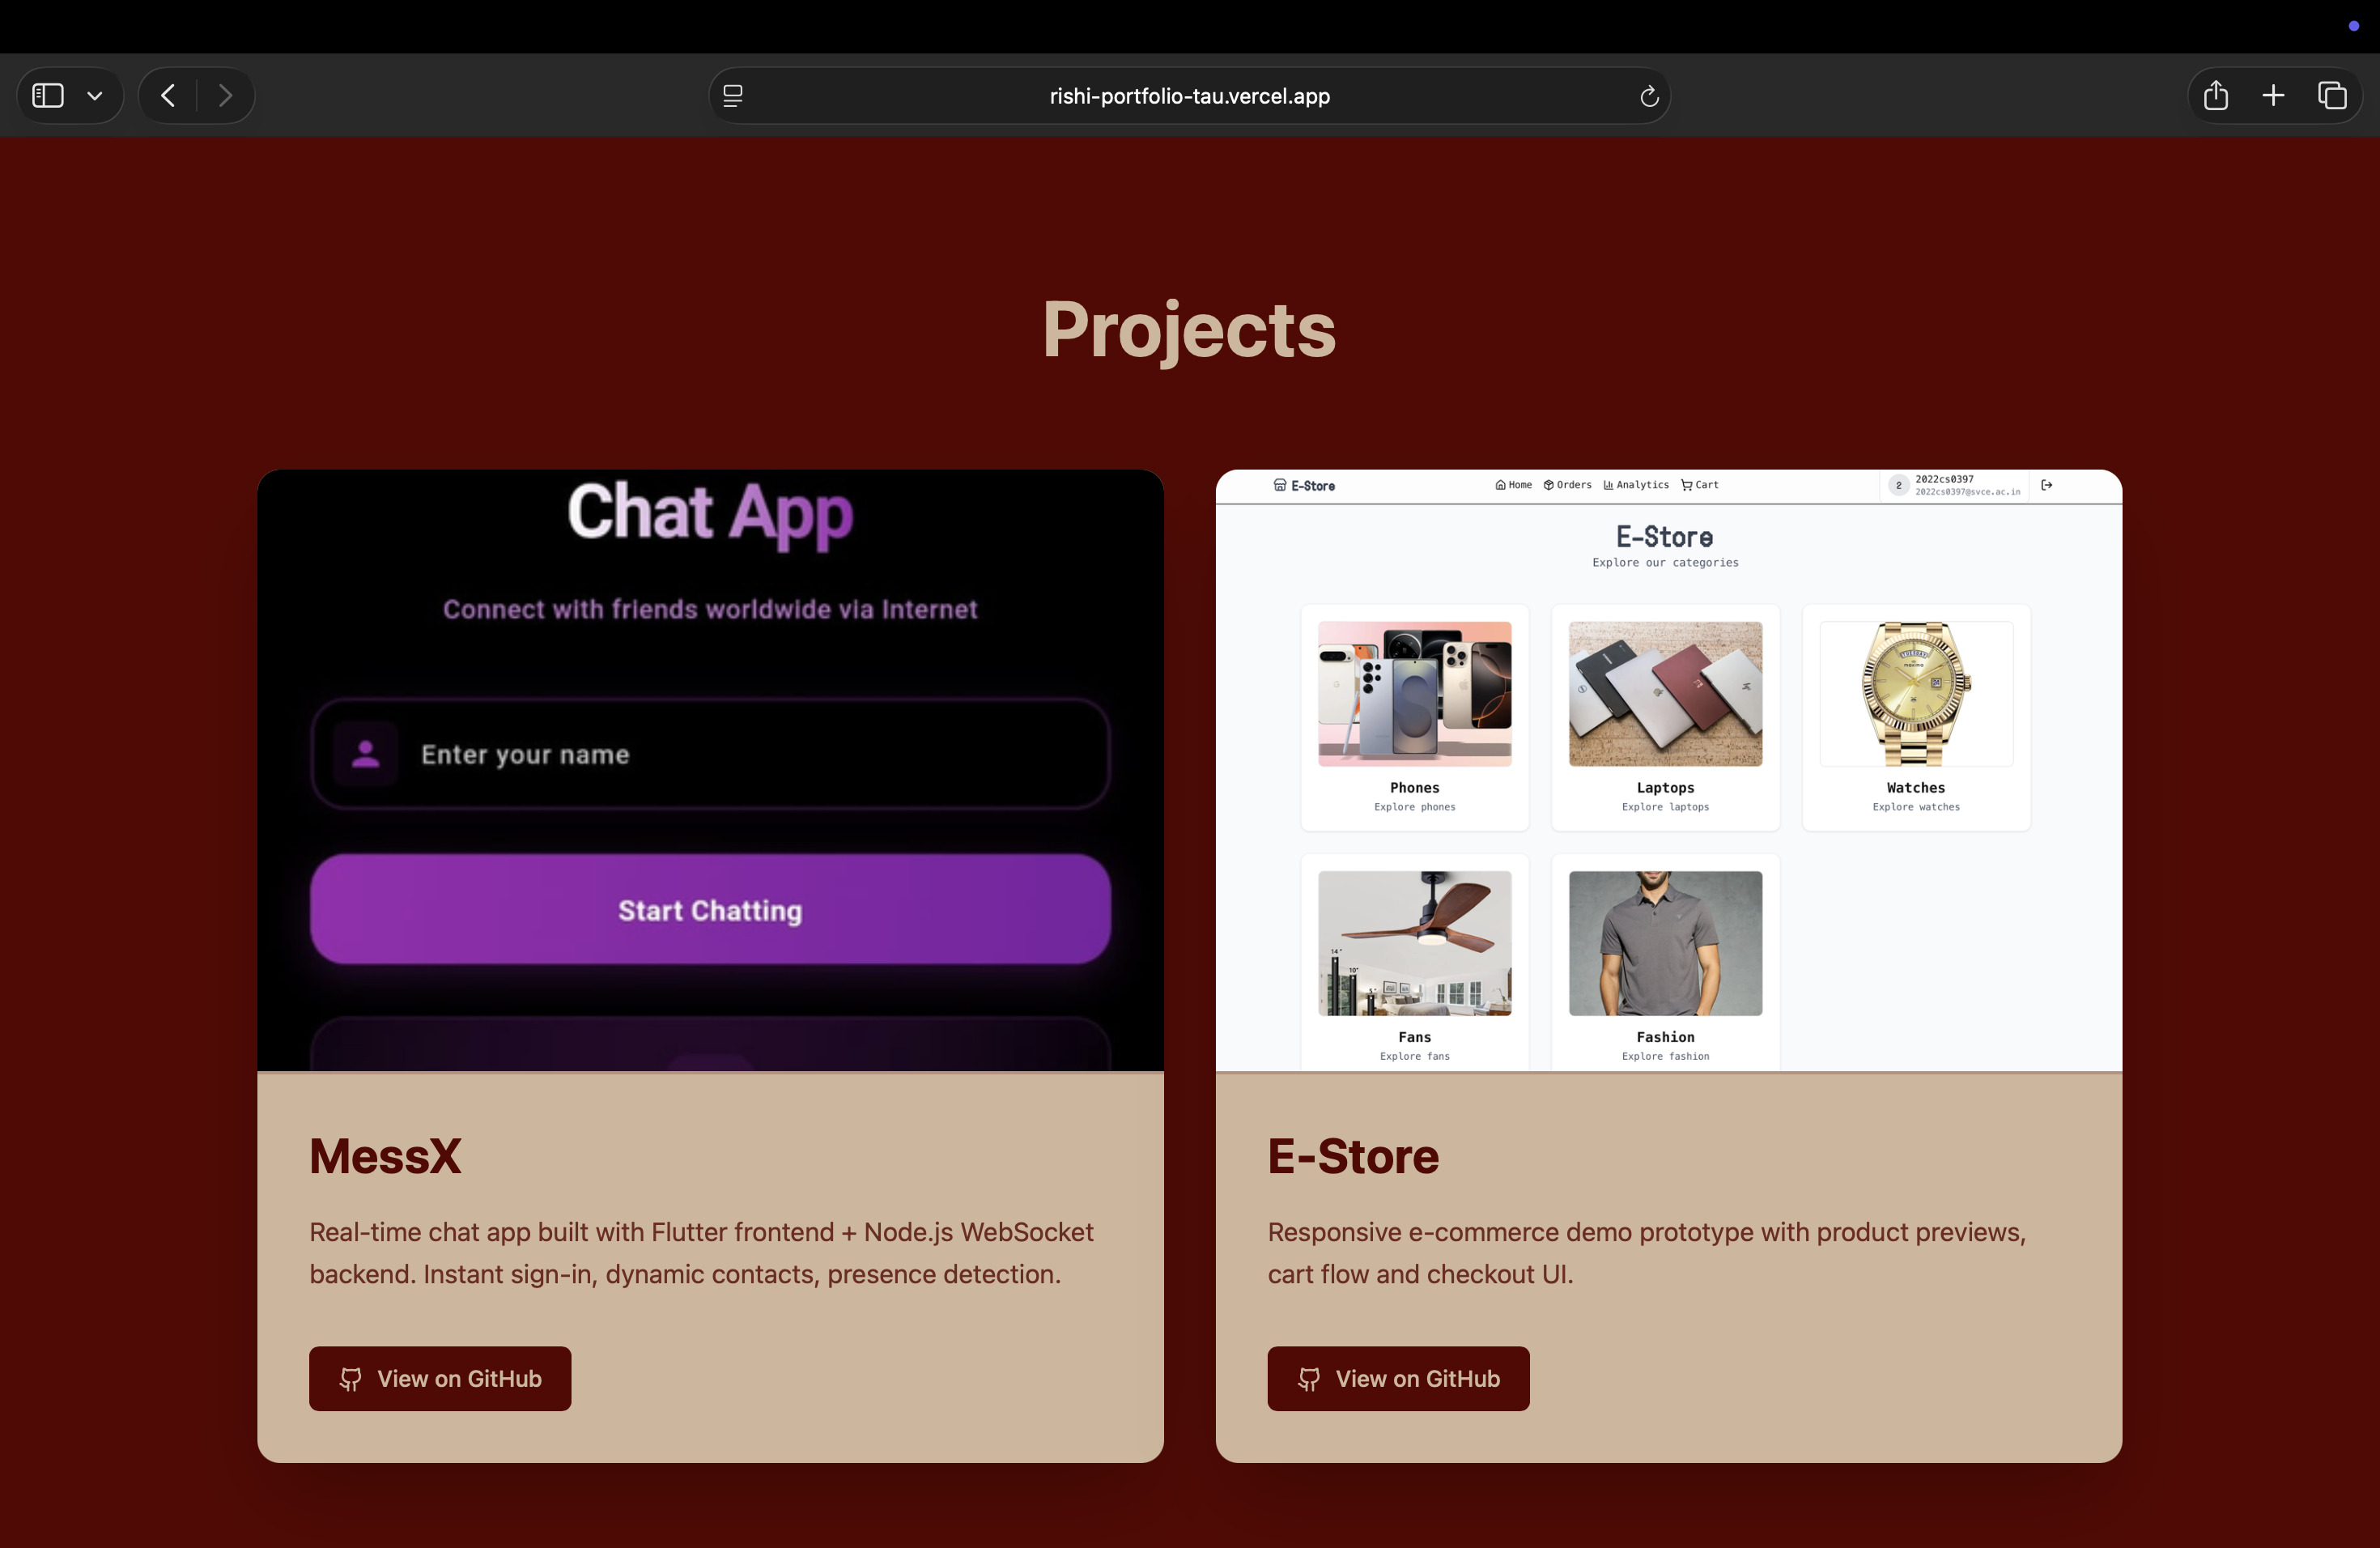 rishi-portfolio-tau.vercel.app
Projects
Chat App
Connect with friends worldwide via Internet
Enter your name
Start Chatting
MessX
Real-time chat app built with Flutter frontend + Node.js WebSocket
backend. Instant sign-in, dynamic contacts, presence detection.
View on GitHub
E-Store
Home Orders Analytics Cart
2 2022cs0397
2022cs0397@svce.ac.in
E-Store
Explore our categories
Phones
Explore phones
Laptops
Explore laptops
Watches
Explore watches
Fans
Explore fans
Fashion
Explore fashion
E-Store
Responsive e-commerce demo prototype with product previews,
cart flow and checkout UI.
View on GitHub